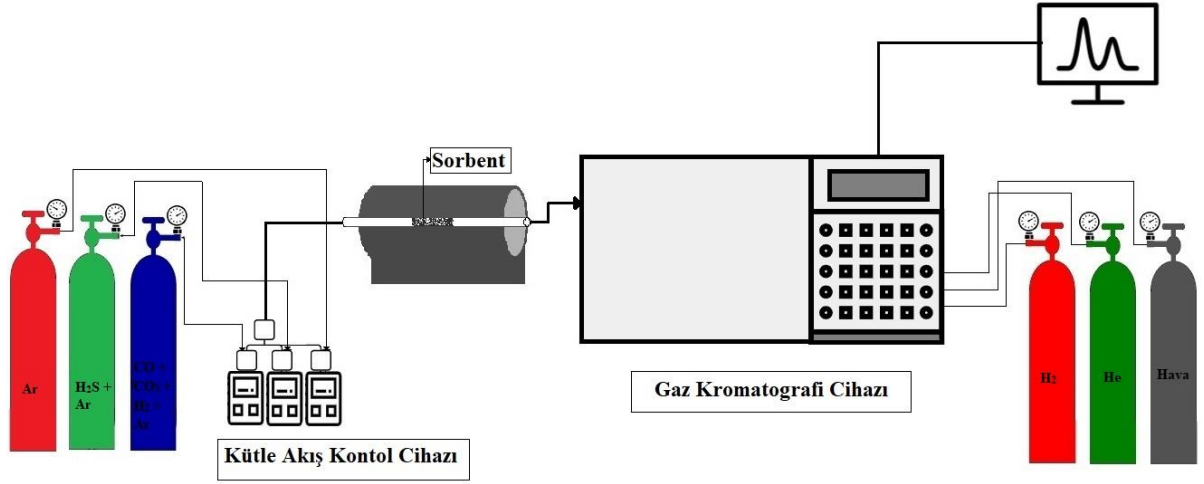 Sorbent
Ar
H2S +
Ar
CO +
CO2 +
H2 +
Ar
Kütle Akış Kontol Cihazı
Gaz Kromatografi Cihazı
H2
He
Hava